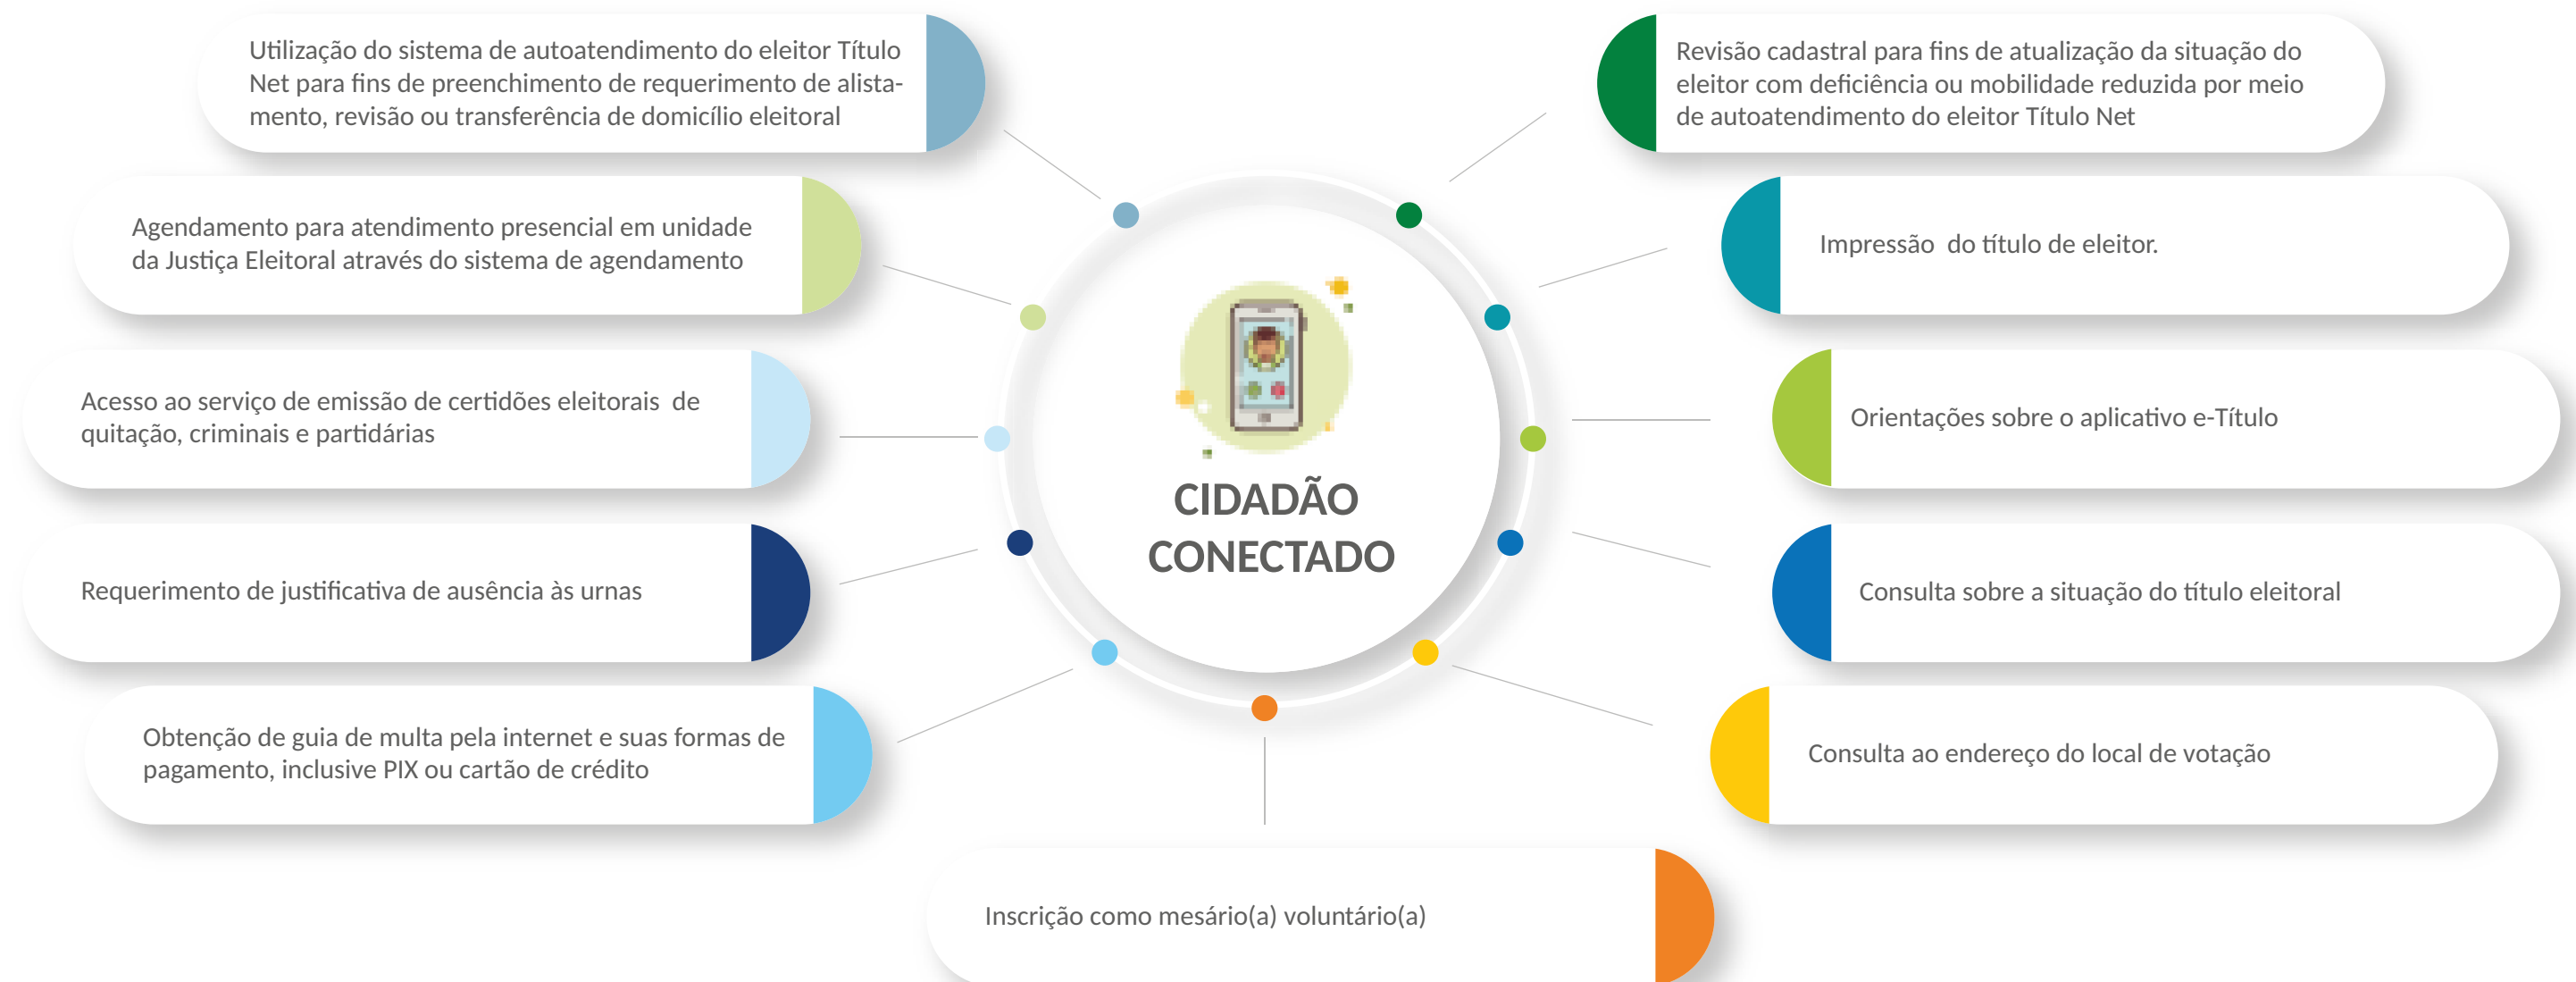 Utilização do sistema de autoatendimento do eleitor Título
Net para fins de preenchimento de requerimento de alista-
mento, revisão ou transferência de domicílio eleitoral
Agendamento para atendimento presencial em unidade
da Justiça Eleitoral através do sistema de agendamento
Acesso ao serviço de emissão de certidões eleitorais  de
quitação, criminais e partidárias
Requerimento de justificativa de ausência às urnas
Obtenção de guia de multa pela internet e suas formas de
pagamento, inclusive PIX ou cartão de crédito
CIDADÃO
CONECTADO
Revisão cadastral para fins de atualização da situação do
eleitor com deficiência ou mobilidade reduzida por meio
de autoatendimento do eleitor Título Net
Impressão  do título de eleitor.
Orientações sobre o aplicativo e-Título
Consulta sobre a situação do título eleitoral
Consulta ao endereço do local de votação
Inscrição como mesário(a) voluntário(a)